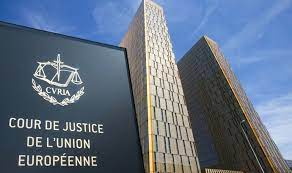 CVRIA
COUR DE JUSTICE
DE L'UNION
EUROPÉENNE